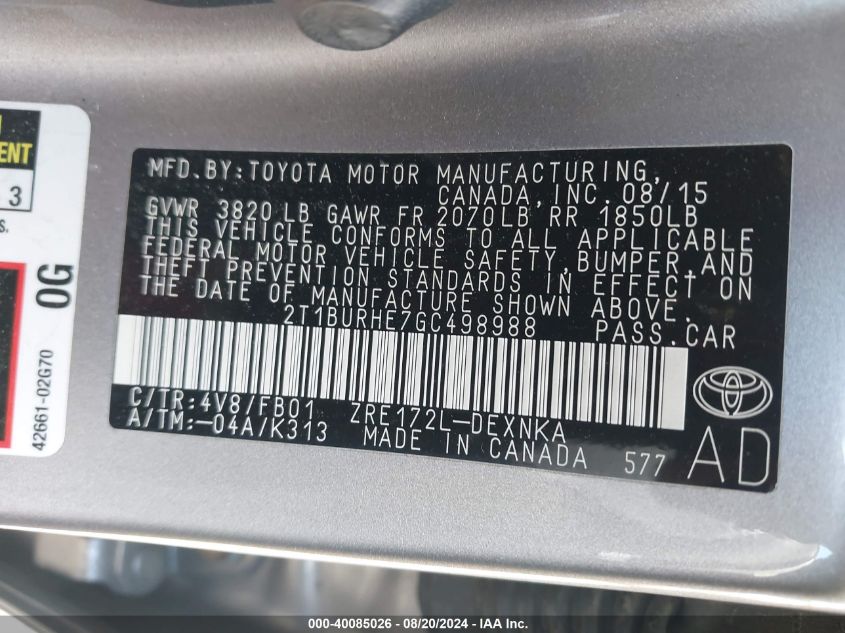 MFD.BY:TOYOTA MOTOR MANUFACTURING,
CANADA,INC. 08/15
GVWR 3820 LB GAWR FR 2070LB RR 1850LB
THIS VEHICLE CONFORMS TO ALL APPLICABLE
FEDERAL MOTOR VEHICLE SAFETY,BUMPER,AND
THEFT PREVENTION STANDARDS IN EFFECT ON
THE DATE OF MANUFACTURE SHOWN ABOVE.
2T1BURHE7GC498988 PASS.CAR
C/TR:4V8/FB01 ZRE172L-DEXNKA
A/TM:-04A/K313 MADE IN CANADA 577
AD
3
0G
42661-02G70
000-40085026 - 08/20/2024 - IAA Inc.